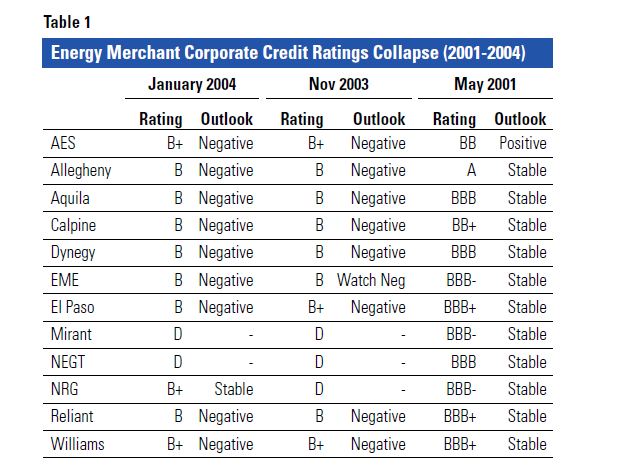 Table 1
Energy Merchant Corporate Credit Ratings Collapse (2001-2004)
January 2004 Nov 2003 May 2001
Rating Outlook Rating Outlook Rating Outlook
AES B+ Negative B+ Negative BB Positive
Allegheny B Negative B Negative A Stable
Aquila B Negative B Negative BBB Stable
Calpine B Negative B Negative BB+ Stable
Dynegy B Negative B Negative BBB Stable
EME B Negative B Watch Neg BBB- Stable
El Paso B Negative B+ Negative BBB+ Stable
Mirant D - D - BBB- Stable
NEGT D - D - BBB Stable
NRG B+ Stable D - BBB- Stable
Reliant B Negative B Negative BBB+ Stable
Williams B+ Negative B+ Negative BBB+ Stable